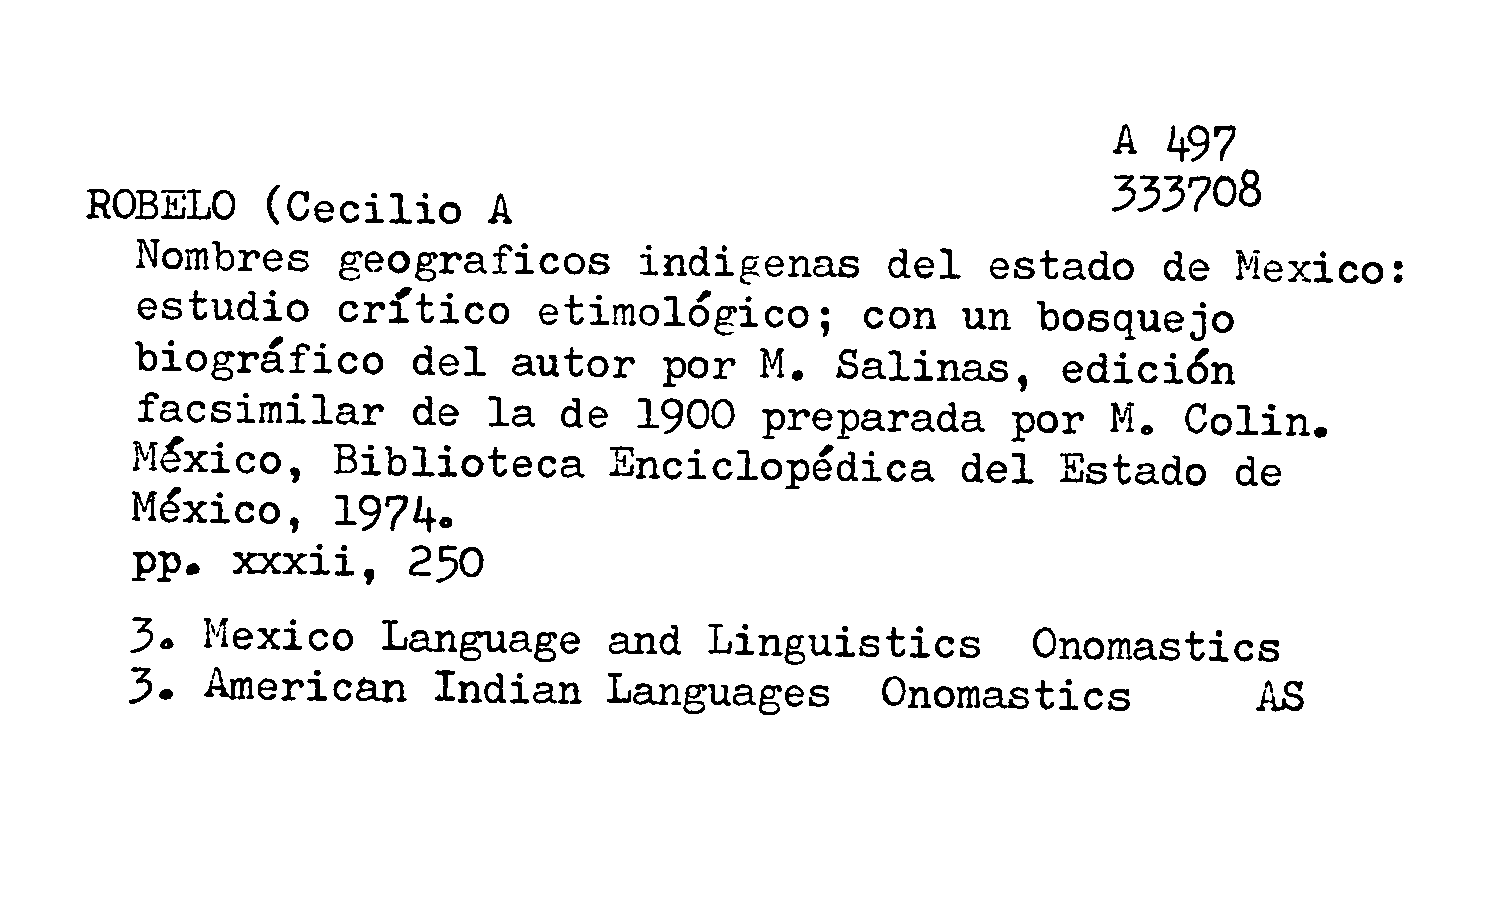 A 497
333708
ROBELO (Cecilio A
Nombres geograficos indigenas del estado de Mexico:
estudio crítico etimológico; con un bosquejo
biográfico del autor por M. Salinas, edición
facsimilar de la de 1900 preparada por M. Colin.
México, Biblioteca Enciclopédica del Estado de
México, 1974.
pp. xxxii, 250
3. Mexico Language and Linguistics Onomastics
3. American Indian Languages Onomastics AS